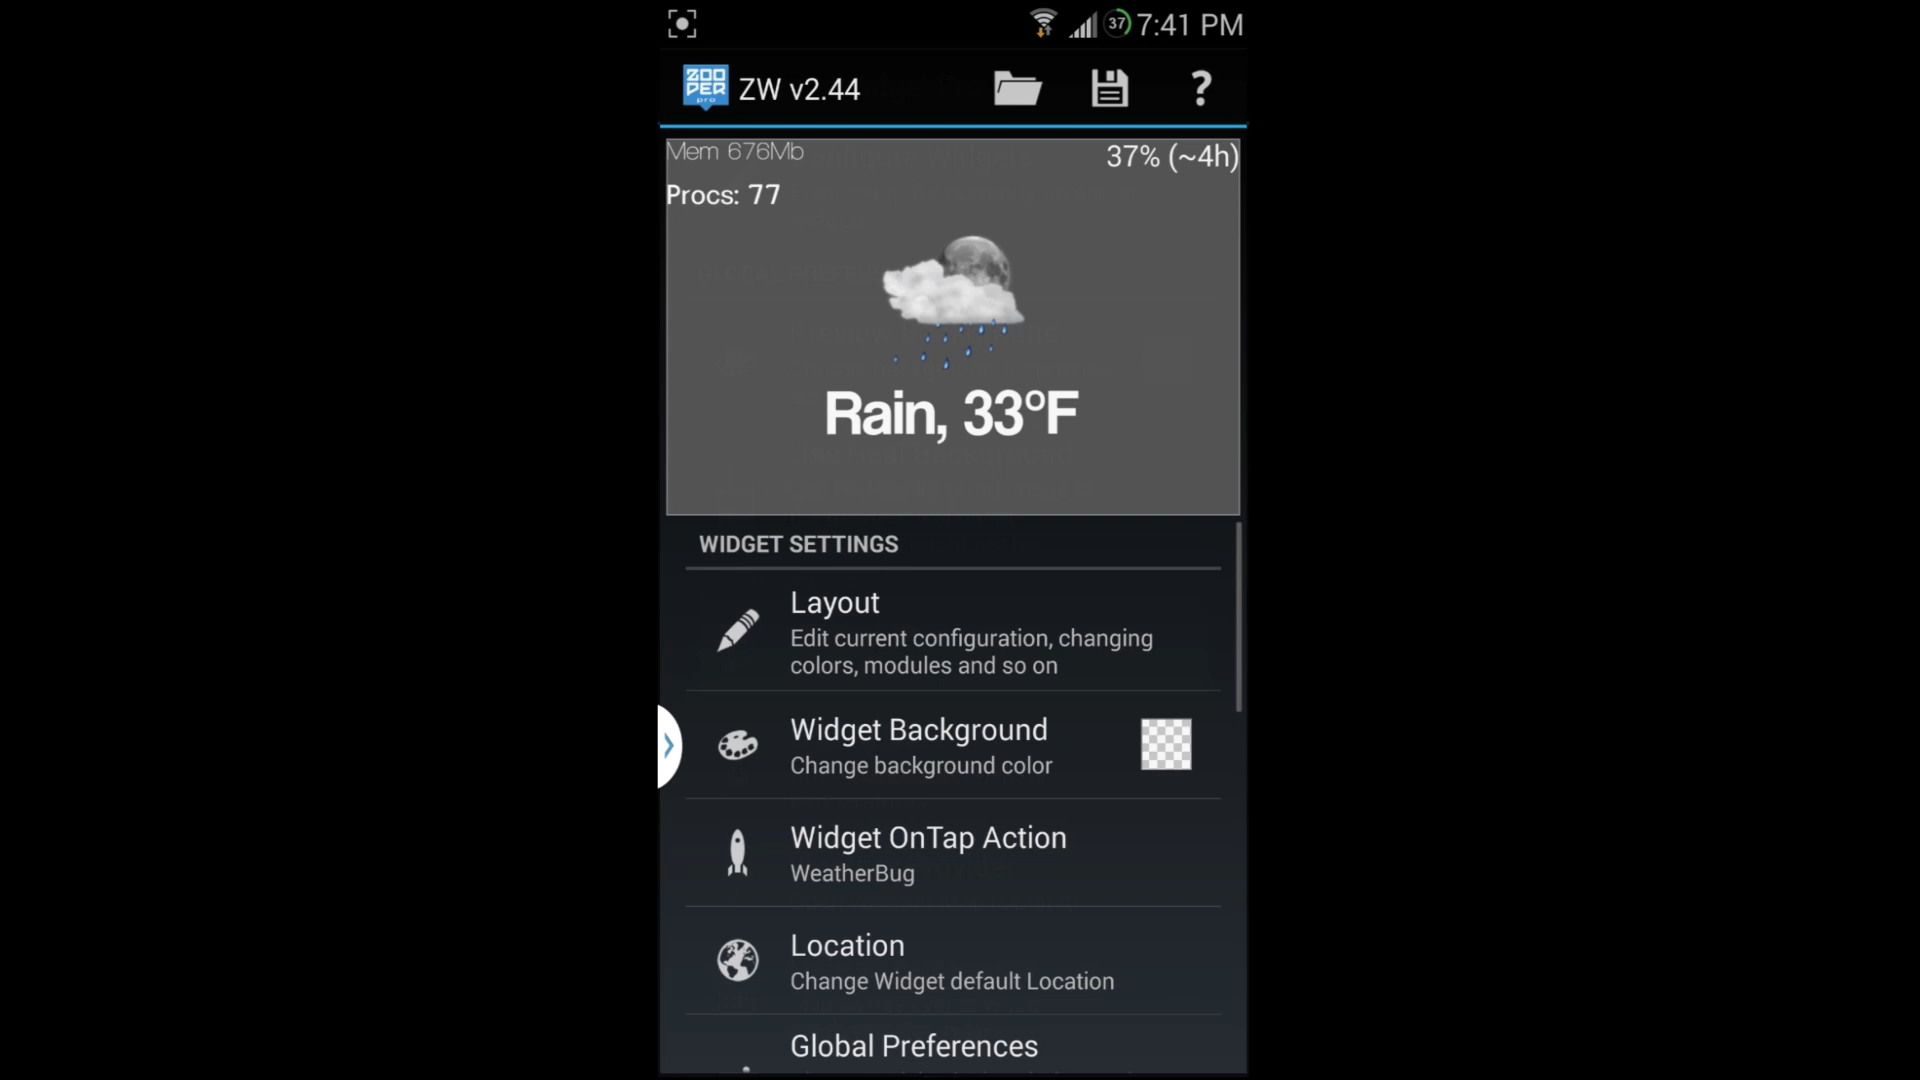 37 7:41 PM
ZOO
PER
pro
ZW v2.44
?
Mem 676Mb
37% (~4h)
Procs: 77
Rain, 33°F
WIDGET SETTINGS
Layout
Edit current configuration, changing
colors, modules and so on
Widget Background
Change background color
Widget OnTap Action
WeatherBug
Location
Change Widget default Location
Global Preferences